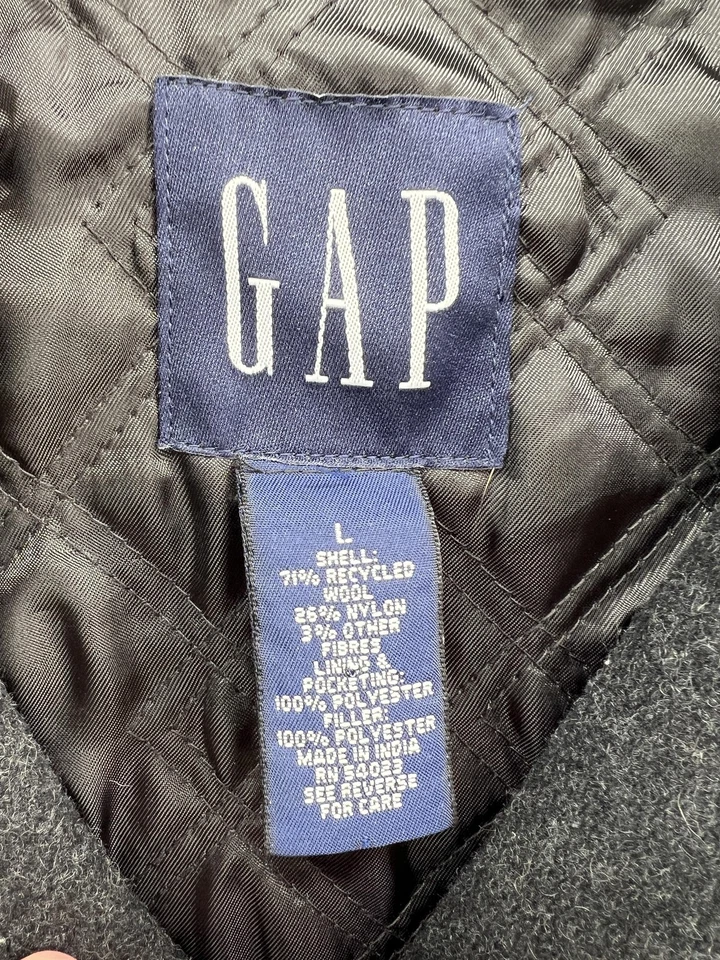 GAP
L
SHELL:
71% RECYCLED
WOOL
26% NYLON
3% OTHER
FIBRES
LINING &
POCKETING:
100% POLYESTER
FILLER:
100% POLYESTER
MADE IN INDIA
RN 54023
SEE REVERSE
FOR CARE